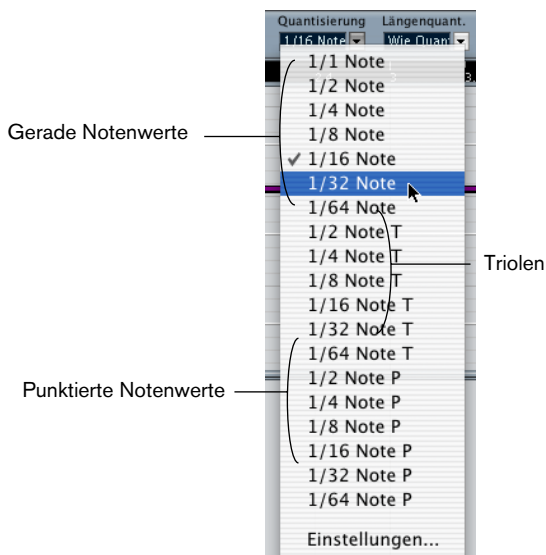 Quantisierung Längenquant.
1/16 Note Wie Quan
1/1 Note
1/2 Note
1/4 Note
Gerade Notenwerte
1/8 Note
✓ 1/16 Note
1/32 Note
1/64 Note
1/2 Note T
1/4 Note T
Triolen
1/8 Note T
1/16 Note T
1/32 Note T
1/64 Note T
1/2 Note P
Punktierte Notenwerte
1/4 Note P
1/8 Note P
1/16 Note P
1/32 Note P
1/64 Note P
Einstellungen...